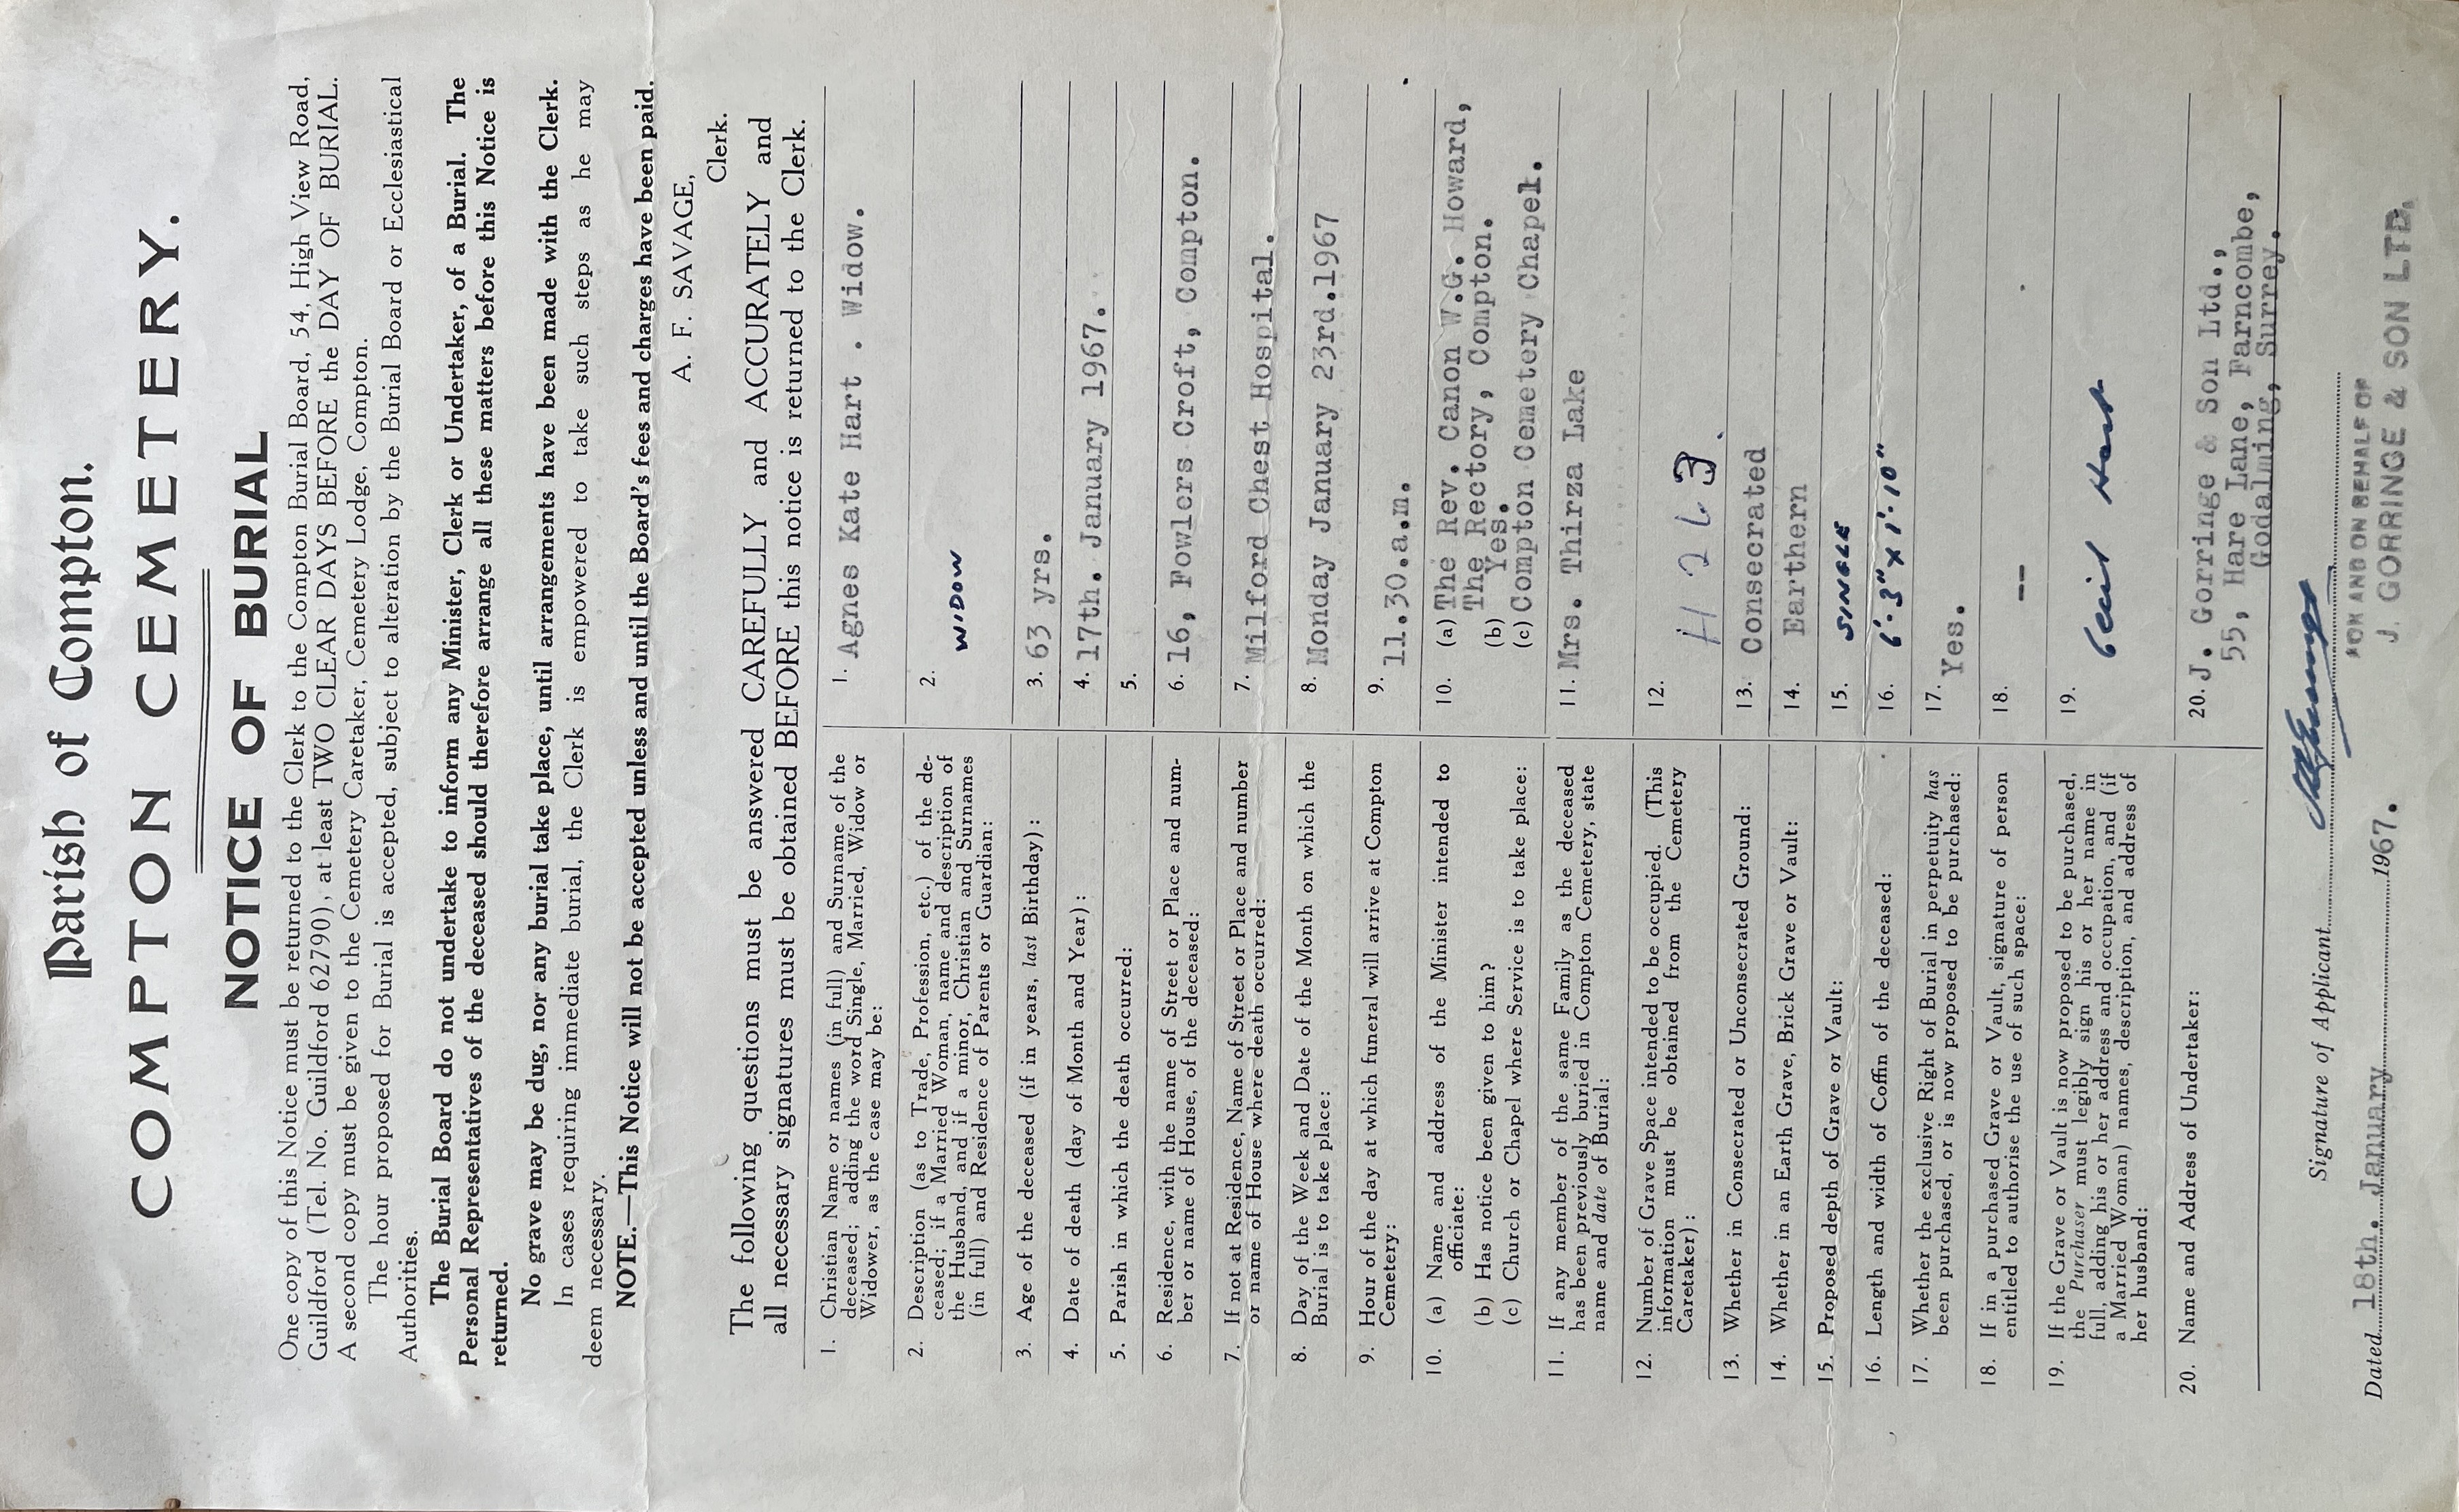 Parish of Compton.
COMPTON CEMETERY.
NOTICE OF BURIAL
One copy of this Notice must be returned to the Clerk to the Compton Burial Board, 54, High View Road,
Guildford (Tel. No. Guildford 62790), at least TWO CLEAR DAYS BEFORE the DAY OF BURIAL.
A second copy must be given to the Cemetery Caretaker, Cemetery Lodge, Compton.
The hour proposed for Burial is accepted, subject to alteration by the Burial Board or Ecclesiastical
Authorities.
The Burial Board do not undertake to inform any Minister, Clerk or Undertaker, of a Burial. The
Personal Representatives of the deceased should therefore arrange all these matters before this Notice is
returned.
No grave may be dug, nor any burial take place, until arrangements have been made with the Clerk.
In cases requiring immediate burial, the Clerk is empowered to take such steps as he may
deem necessary.
NOTE.—This Notice will not be accepted unless and until the Board's fees and charges have been paid.
A. F. SAVAGE,
Clerk.
The following questions must be answered CAREFULLY and ACCURATELY and
all necessary signatures must be obtained BEFORE this notice is returned to the Clerk.
1. Christian Name or names (in full) and Surname of the
deceased; adding the word Single, Married, Widow or
Widower, as the case may be:
1. Agnes Kate Hart . Widow.
2. Description (as to Trade, Profession, etc.) of the de-
ceased; if a Married Woman, name and description of
the Husband, and if a minor, Christian and Surnames
(in full) and Residence of Parents or Guardian:
2. WIDOW
3. Age of the deceased (if in years, last Birthday):
3. 63 yrs.
4. Date of death (day of Month and Year):
4. 17th. January 1967.
5. Parish in which the death occurred:
5.
6. Residence, with the name of Street or Place and num-
ber or name of House, of the deceased:
6. 16, Fowlers Croft, Compton.
7. If not at Residence, Name of Street or Place and number
or name of House where death occurred:
7. Milford Chest Hospital.
8. Day of the Week and Date of the Month on which the
Burial is to take place:
8. Monday January 23rd.1967
9. Hour of the day at which funeral will arrive at Compton
Cemetery:
9. 11.30.a.m.
10. (a) Name and address of the Minister intended to
officiate:
(b) Has notice been given to him?
(c) Church or Chapel where Service is to take place:
10. (a) The Rev. Canon W.G. Howard,
The Rectory, Compton.
(b) Yes.
(c) Compton Cemetery Chapel.
11. If any member of the same Family as the deceased
has been previously buried in Compton Cemetery, state
name and date of Burial:
11. Mrs. Thirza Lake
12. Number of Grave Space intended to be occupied. (This
information must be obtained from the Cemetery
Caretaker):
12.
13. Whether in Consecrated or Unconsecrated Ground:
13. Consecrated
14. Whether in an Earth Grave, Brick Grave or Vault:
14. Earthern
15. Proposed depth of Grave or Vault:
15. SINGLE
16. Length and width of Coffin of the deceased:
16. 6'.3" x 1'.10"
17. Whether the exclusive Right of Burial in perpetuity has
been purchased, or is now proposed to be purchased:
17. Yes.
18. If in a purchased Grave or Vault, signature of person
entitled to authorise the use of such space:
18. --
19. If the Grave or Vault is now proposed to be purchased,
the Purchaser must legibly sign his or her name in
full, adding his or her address and occupation, and (if
a Married Woman) names, description, and address of
her husband:
19. Cecil Hart
20. Name and Address of Undertaker:
20. J. Gorringe & Son Ltd.,
55, Hare Lane, Farncombe,
Godalming, Surrey.
Signature of Applicant
FOR AND ON BEHALF OF
J. GORRINGE & SON LTD.
Dated 18th. January 1967.